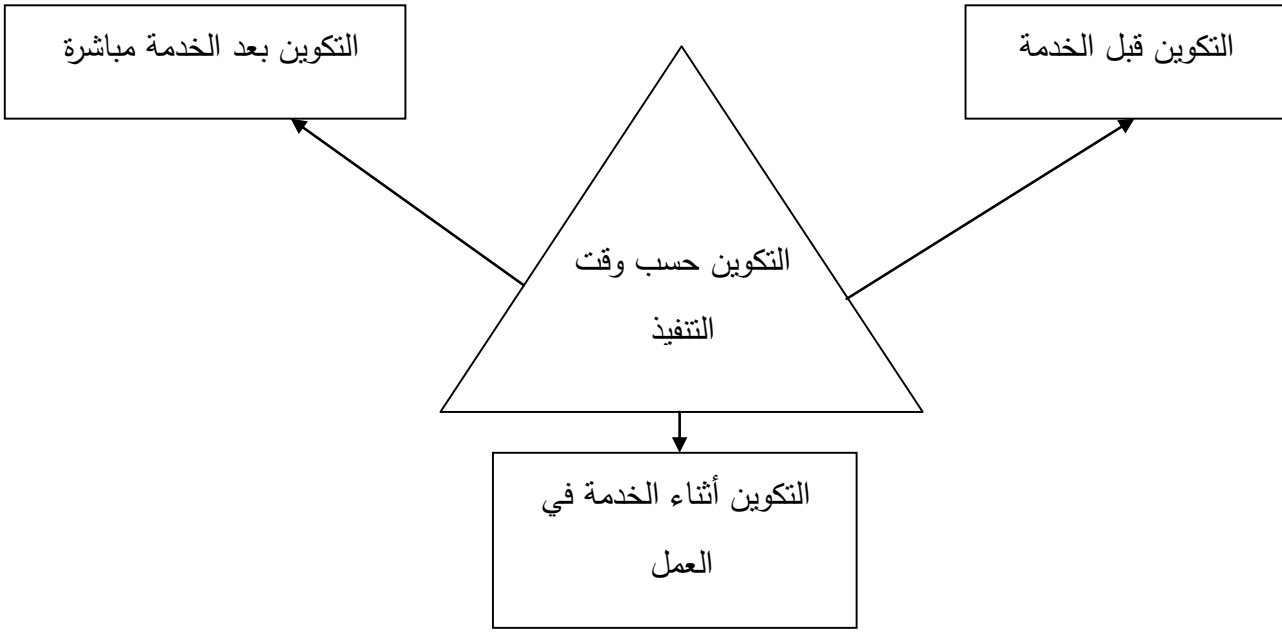 التكوين قبل الخدمة
التكوين بعد الخدمة مباشرة
التكوين حسب وقت
التنفيذ
التكوين أثناء الخدمة في
العمل